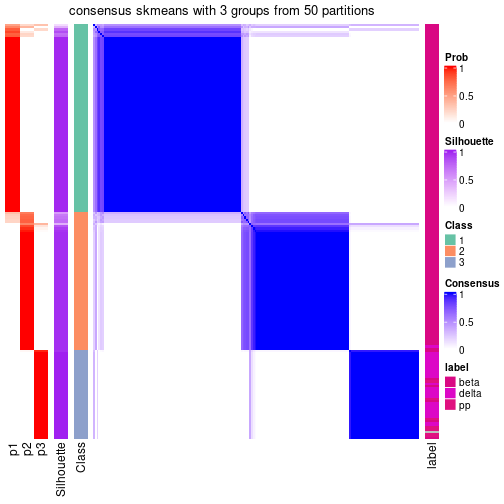 consensus skmeans with 3 groups from 50 partitions
Prob
1
0.5
0
Silhouette
1
0.5
0
Class
1
2
3
Consensus
1
0.5
0
label
beta
delta
pp
p1
p2
p3
Silhouette
Class
label